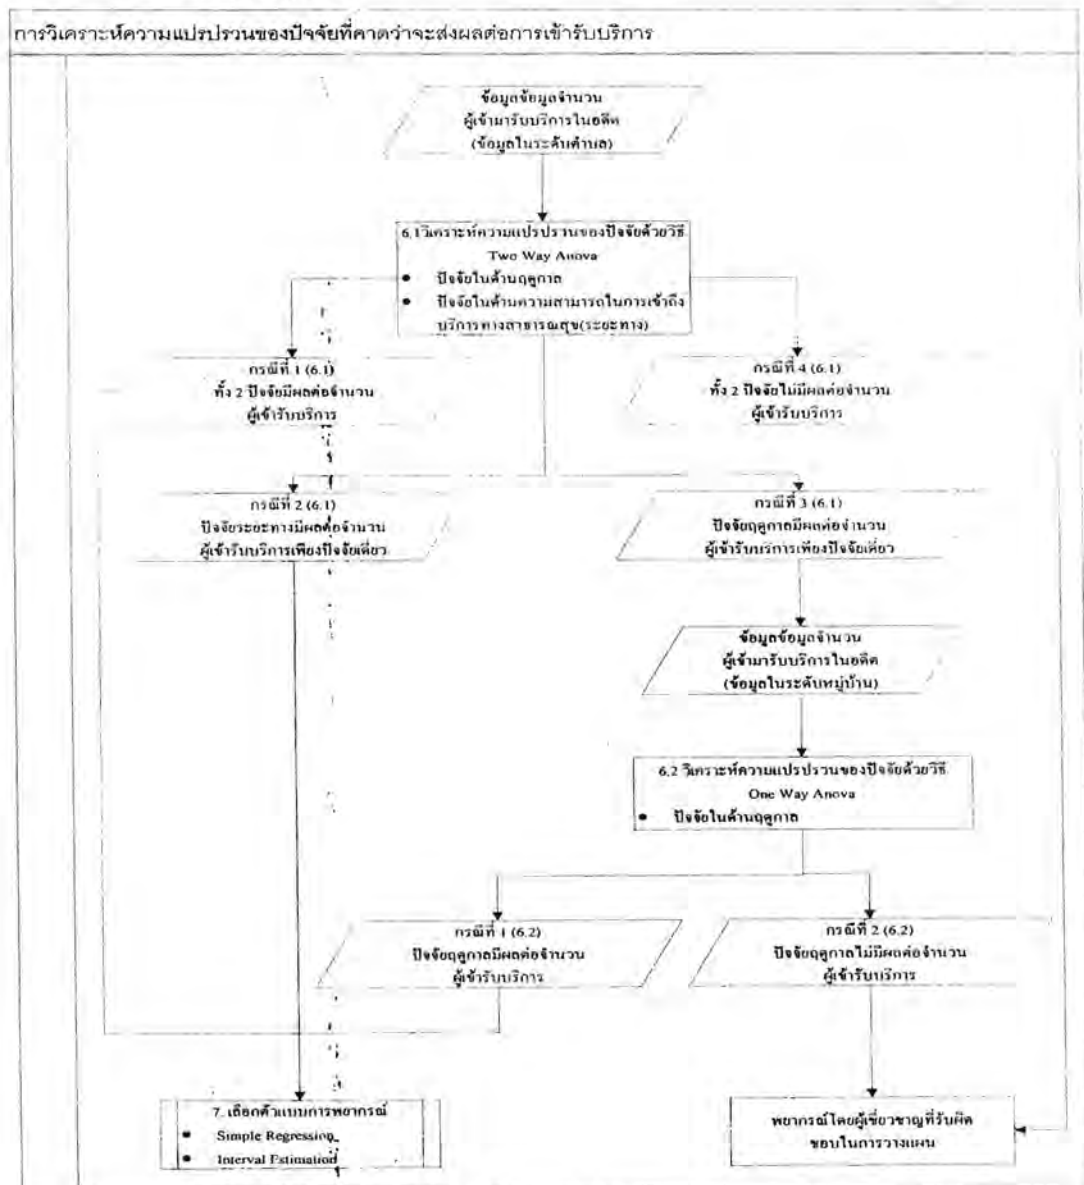 การวิเคราะห์ความแปรปรวนของปัจจัยที่คาดว่าจะส่งผลต่อการเข้ารับบริการ
ข้อมูลข้อมูลจำนวน
ผู้เข้ามารับบริการในอดีต
(ข้อมูลในระดับตำบล)
6.1วิเคราะห์ความแปรปรวนของปัจจัยด้วยวิธี
Two Way Anova
• ปัจจัยในด้านฤดูกาล
• ปัจจัยในด้านความสามารถในการเข้าถึง
บริการทางสาธารณสุข(ระยะทาง)
กรณีที่ 1 (6.1)
ทั้ง 2 ปัจจัยมีผลต่อจำนวน
ผู้เข้ารับบริการ
กรณีที่ 4 (6.1)
ทั้ง 2 ปัจจัยไม่มีผลต่อจำนวน
ผู้เข้ารับบริการ
กรณีที่ 2 (6.1)
ปัจจัยระยะทางมีผลต่อจำนวน
ผู้เข้ารับบริการเพียงปัจจัยเดียว
กรณีที่ 3 (6.1)
ปัจจัยฤดูกาลมีผลต่อจำนวน
ผู้เข้ารับบริการเพียงปัจจัยเดียว
ข้อมูลข้อมูลจำนวน
ผู้เข้ามารับบริการในอดีต
(ข้อมูลในระดับหมู่บ้าน)
6.2 วิเคราะห์ความแปรปรวนของปัจจัยด้วยวิธี
One Way Anova
• ปัจจัยในด้านฤดูกาล
กรณีที่ 1 (6.2)
ปัจจัยฤดูกาลมีผลต่อจำนวน
ผู้เข้ารับบริการ
กรณีที่ 2 (6.2)
ปัจจัยฤดูกาลไม่มีผลต่อจำนวน
ผู้เข้ารับบริการ
7. เลือกตัวแบบการพยากรณ์
• Simple Regression
• Interval Estimation
พยากรณ์โดยผู้เชี่ยวชาญที่รับผิด
ชอบในการวางแผน